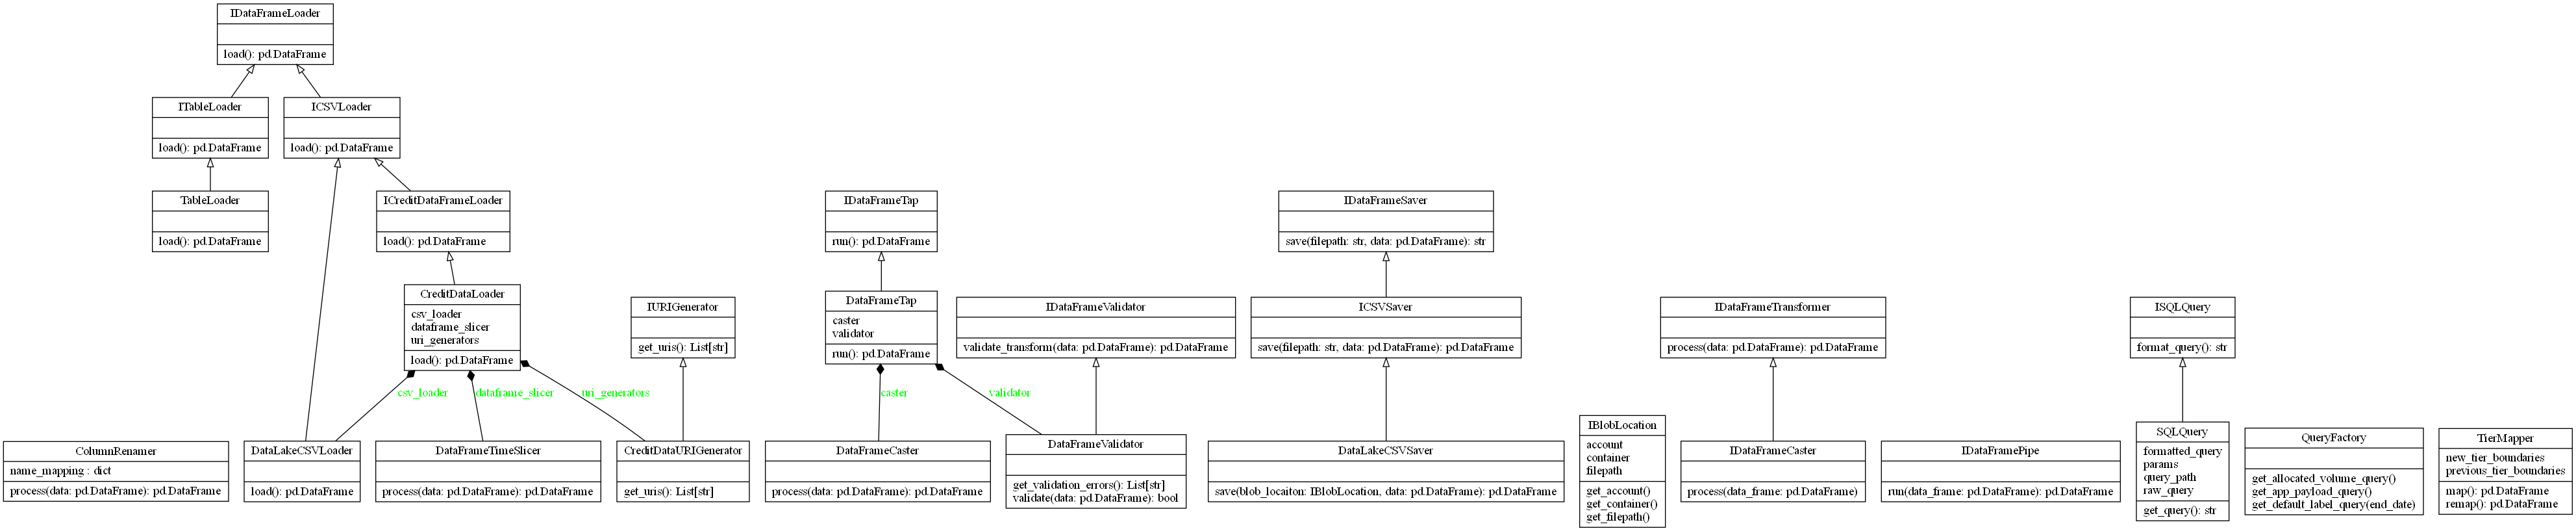 IDataFrameLoader
load(): pd.DataFrame
ITableLoader
load(): pd.DataFrame
ICSVLoader
load(): pd.DataFrame
TableLoader
load(): pd.DataFrame
ICreditDataFrameLoader
load(): pd.DataFrame
IDataFrameTap
run(): pd.DataFrame
IDataFrameSaver
save(filepath: str, data: pd.DataFrame): str
CreditDataLoader
csv_loader
dataframe_slicer
uri_generators
load(): pd.DataFrame
IURIGenerator
get_uris(): List[str]
DataFrameTap
caster
validator
run(): pd.DataFrame
IDataFrameValidator
validate_transform(data: pd.DataFrame): pd.DataFrame
ICSVSaver
save(filepath: str, data: pd.DataFrame): pd.DataFrame
IDataFrameTransformer
process(data: pd.DataFrame): pd.DataFrame
ISQLQuery
format_query(): str
csv_loader
dataframe_slicer
uri_generators
caster
validator
ColumnRenamer
name_mapping : dict
process(data: pd.DataFrame): pd.DataFrame
DataLakeCSVLoader
load(): pd.DataFrame
DataFrameTimeSlicer
process(data: pd.DataFrame): pd.DataFrame
CreditDataURIGenerator
get_uris(): List[str]
DataFrameCaster
process(data: pd.DataFrame): pd.DataFrame
DataFrameValidator
get_validation_errors(): List[str]
validate(data: pd.DataFrame): bool
DataLakeCSVSaver
save(blob_locaiton: IBlobLocation, data: pd.DataFrame): pd.DataFrame
IBlobLocation
account
container
filepath
get_account()
get_container()
get_filepath()
IDataFrameCaster
process(data_frame: pd.DataFrame)
IDataFramePipe
run(data_frame: pd.DataFrame): pd.DataFrame
SQLQuery
formatted_query
params
query_path
raw_query
get_query(): str
QueryFactory
get_allocated_volume_query()
get_app_payload_query()
get_default_label_query(end_date)
TierMapper
new_tier_boundaries
previous_tier_boundaries
map(): pd.DataFrame
remap(): pd.DataFrame